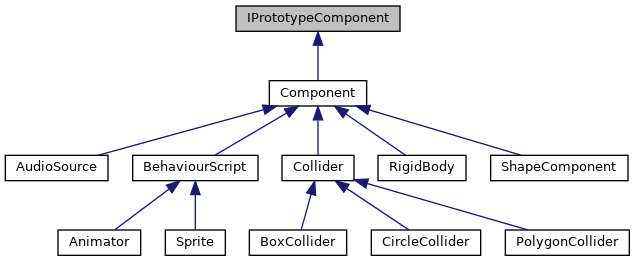 IPrototypeComponent
Component
AudioSource
BehaviourScript
Collider
RigidBody
ShapeComponent
Animator
Sprite
BoxCollider
CircleCollider
PolygonCollider